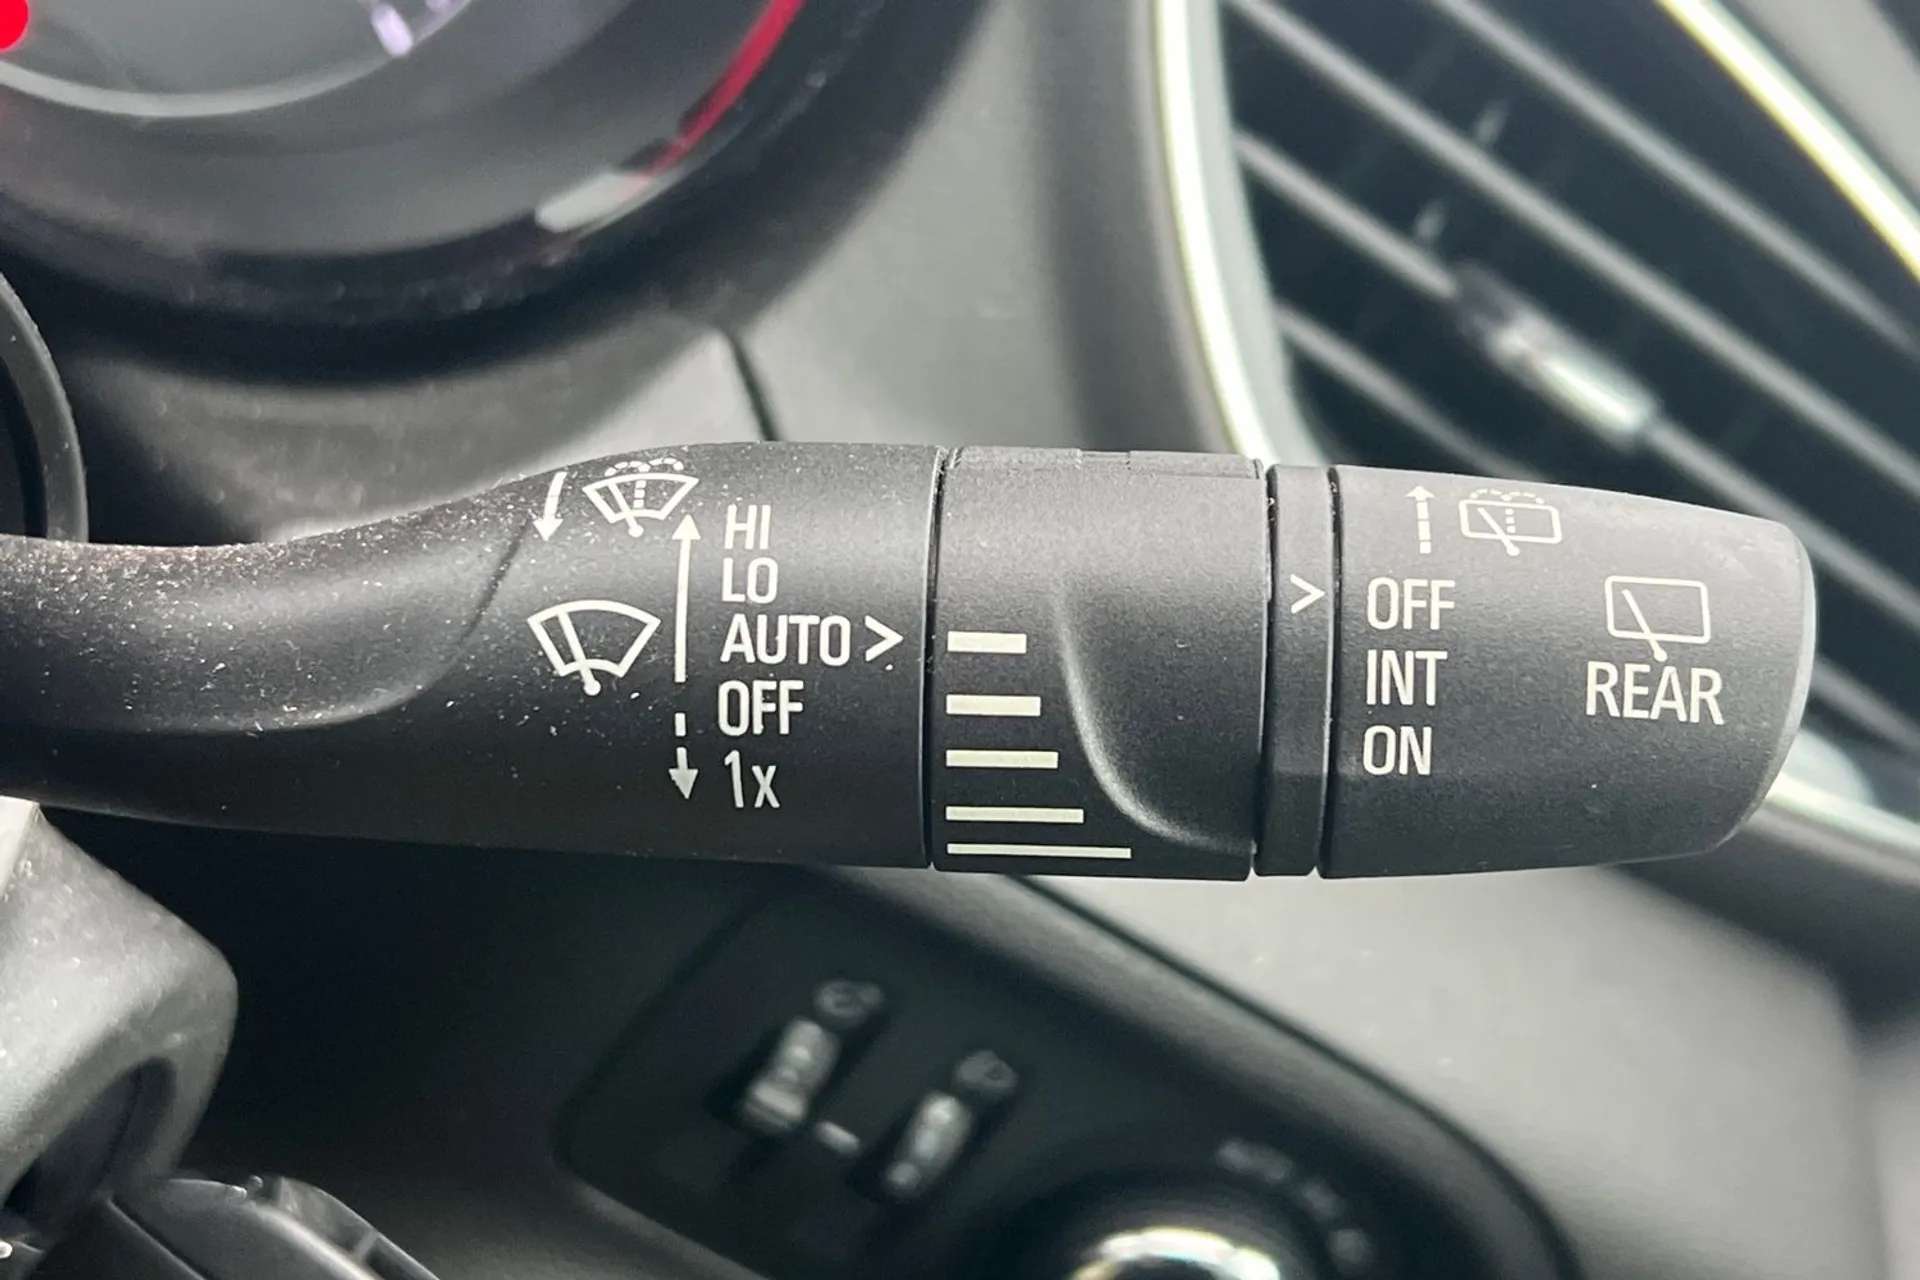 HI
LO
AUTO >
OFF
1x
>
OFF
INT
ON
REAR